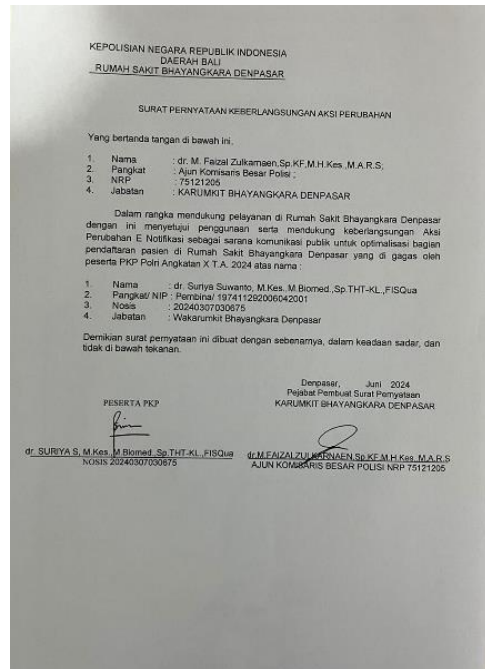 KEPOLISIAN NEGARA REPUBLIK INDONESIA
DAERAH BALI
RUMAH SAKIT BHAYANGKARA DENPASAR
SURAT PERNYATAAN KEBERLANGSUNGAN AKSI PERUBAHAN
Yang bertanda tangan di bawah ini.
1. Nama : dr. M. Faizal Zulkarnaen,Sp.KF,M.H.Kes.,M.A.R.S;
2. Pangkat : Ajun Komisaris Besar Polisi ;
3. NRP : 75121205
4. Jabatan : KARUMKIT BHAYANGKARA DENPASAR
Dalam rangka mendukung pelayanan di Rumah Sakit Bhayangkara Denpasar
dengan ini menyetujui penggunaan serta mendukung keberlangsungan Aksi
Perubahan E Notifikasi sebagai sarana komunikasi publik untuk optimalisasi bagian
pendaftaran pasien di Rumah Sakit Bhayangkara Denpasar yang di gagas oleh
peserta PKP Polri Angkatan X T.A. 2024 atas nama :
1. Nama : dr. Suriya Suwanto, M.Kes. M.Biomed.,Sp.THT-KL.,FISQua
2. Pangkat/ NIP : Pembina/ 197411292006042001
3. Nosis : 20240307030675
4. Jabatan : Wakarumkit Bhayangkara Denpasar
Demikian surat pernyataan ini dibuat dengan sebenarnya, dalam keadaan sadar, dan
tidak di bawah tekanan.
Denpasar, Juni 2024
Pejabat Pembuat Surat Pernyataan
KARUMKIT BHAYANGKARA DENPASAR
PESERTA PKP
dr. SURIYA S, M.Kes.,M.Biomed.,Sp.THT-KL.,FISQua
NOSIS 20240307030675
dr.M.FAIZALZULKARNAEN,Sp.KF.M.H.Kes.,M.A.R.S
AJUN KOMISARIS BESAR POLISI NRP 75121205